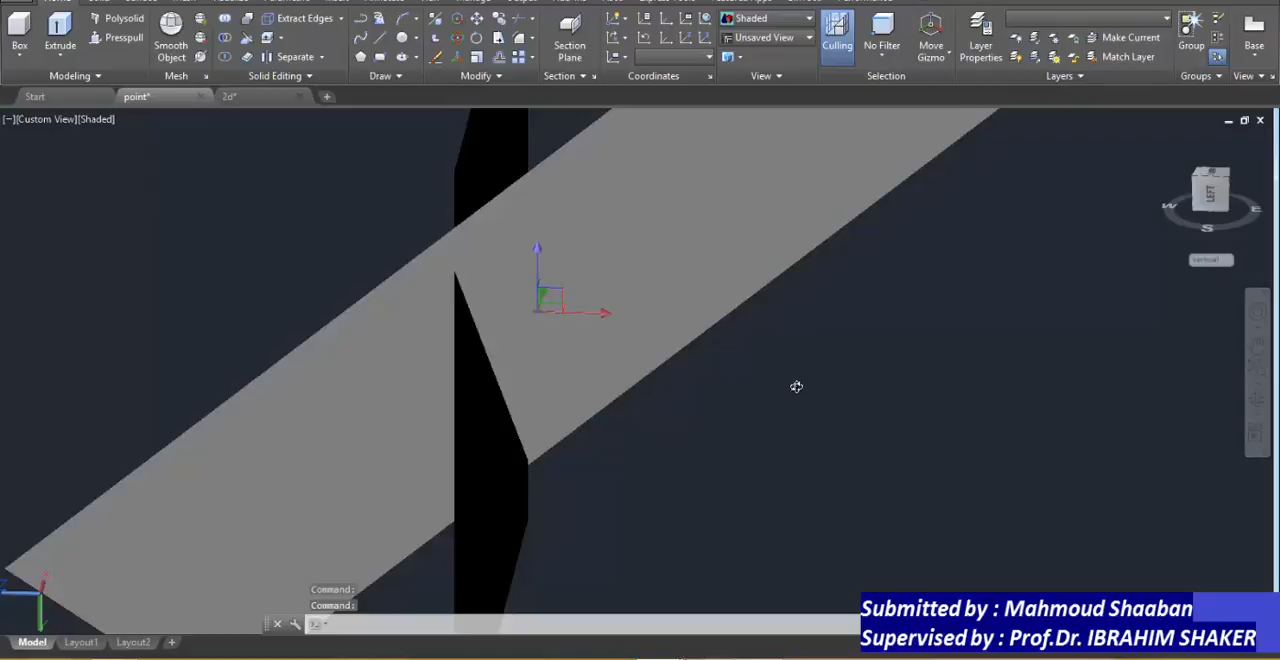 Polysolid
Presspull
Box
Extrude
Modeling
Smooth
Object
Mesh
Extract Edges
Separate
Solid Editing
Draw
Modify
Section
Plane
Section
Coordinates
Shaded
Unsaved View
View
Culling
No Filter
Move
Gizmo
Selection
Layer
Properties
Make Current
Match Layer
Layers
Group
Groups
Base
View
Start
point*
2d*
[−][Custom View][Shaded]
LEFT
W
E
S
vertical
Command:
Command:
Model
Layout1
Layout2
Submitted by : Mahmoud Shaaban
Supervised by : Prof.Dr. IBRAHIM SHAKER